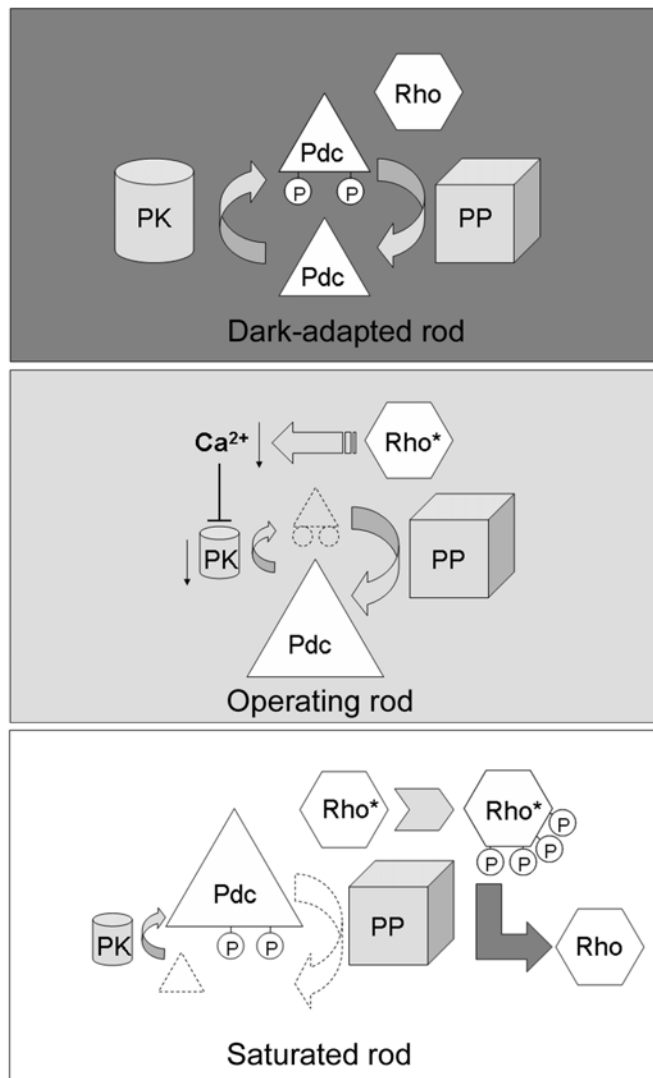 Rho
Pdc
P P
PK
PP
Pdc
Dark-adapted rod
Ca²⁺
Rho*
PK
PP
Pdc
Operating rod
Rho*
Rho*
P
P
P P
Pdc
P P
PK
PP
Rho
Saturated rod